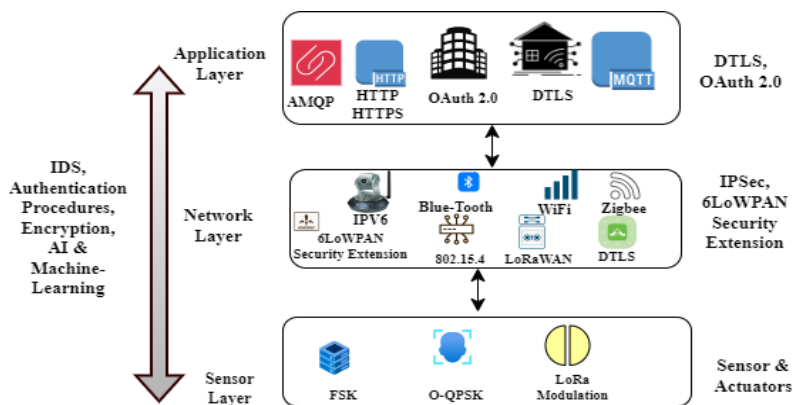 Application
Layer
AMQP
HTTP
HTTP
HTTPS
OAuth 2.0
DTLS
MQTT
DTLS,
OAuth 2.0
IDS,
Authentication
Procedures,
Encryption,
AI &
Machine-
Learning
Network
Layer
IPV6
Blue-Tooth
WiFi
Zigbee
6LoWPAN
Security Extension
802.15.4
LoRaWAN
DTLS
IPSec,
6LoWPAN
Security
Extension
Sensor
Layer
FSK
O-QPSK
LoRa
Modulation
Sensor &
Actuators